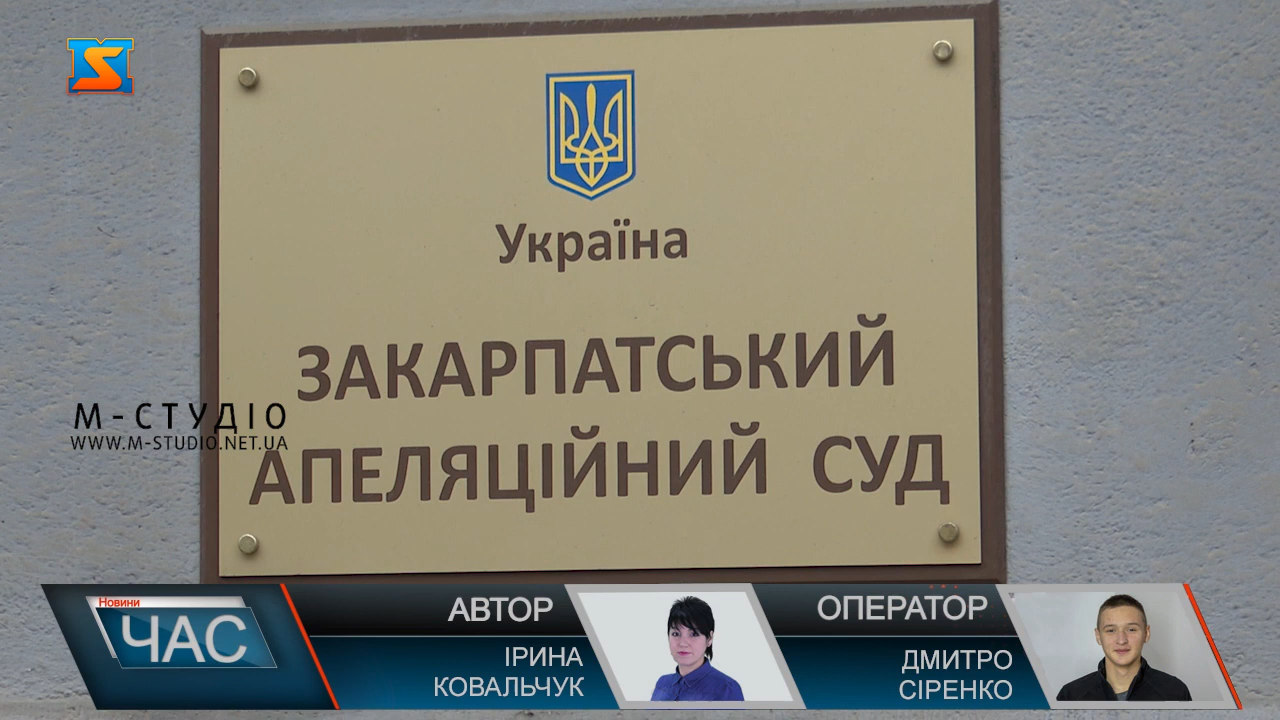 Україна
ЗАКАРПАТСЬКИЙ
М-СТУДІО
WWW.M-STUDIO.NET.UA
АПЕЛЯЦІЙНИЙ СУД
Новини
ЧАС
АВТОР
ІРИНА
КОВАЛЬЧУК
ОПЕРАТОР
ДМИТРО
СІРЕНКО